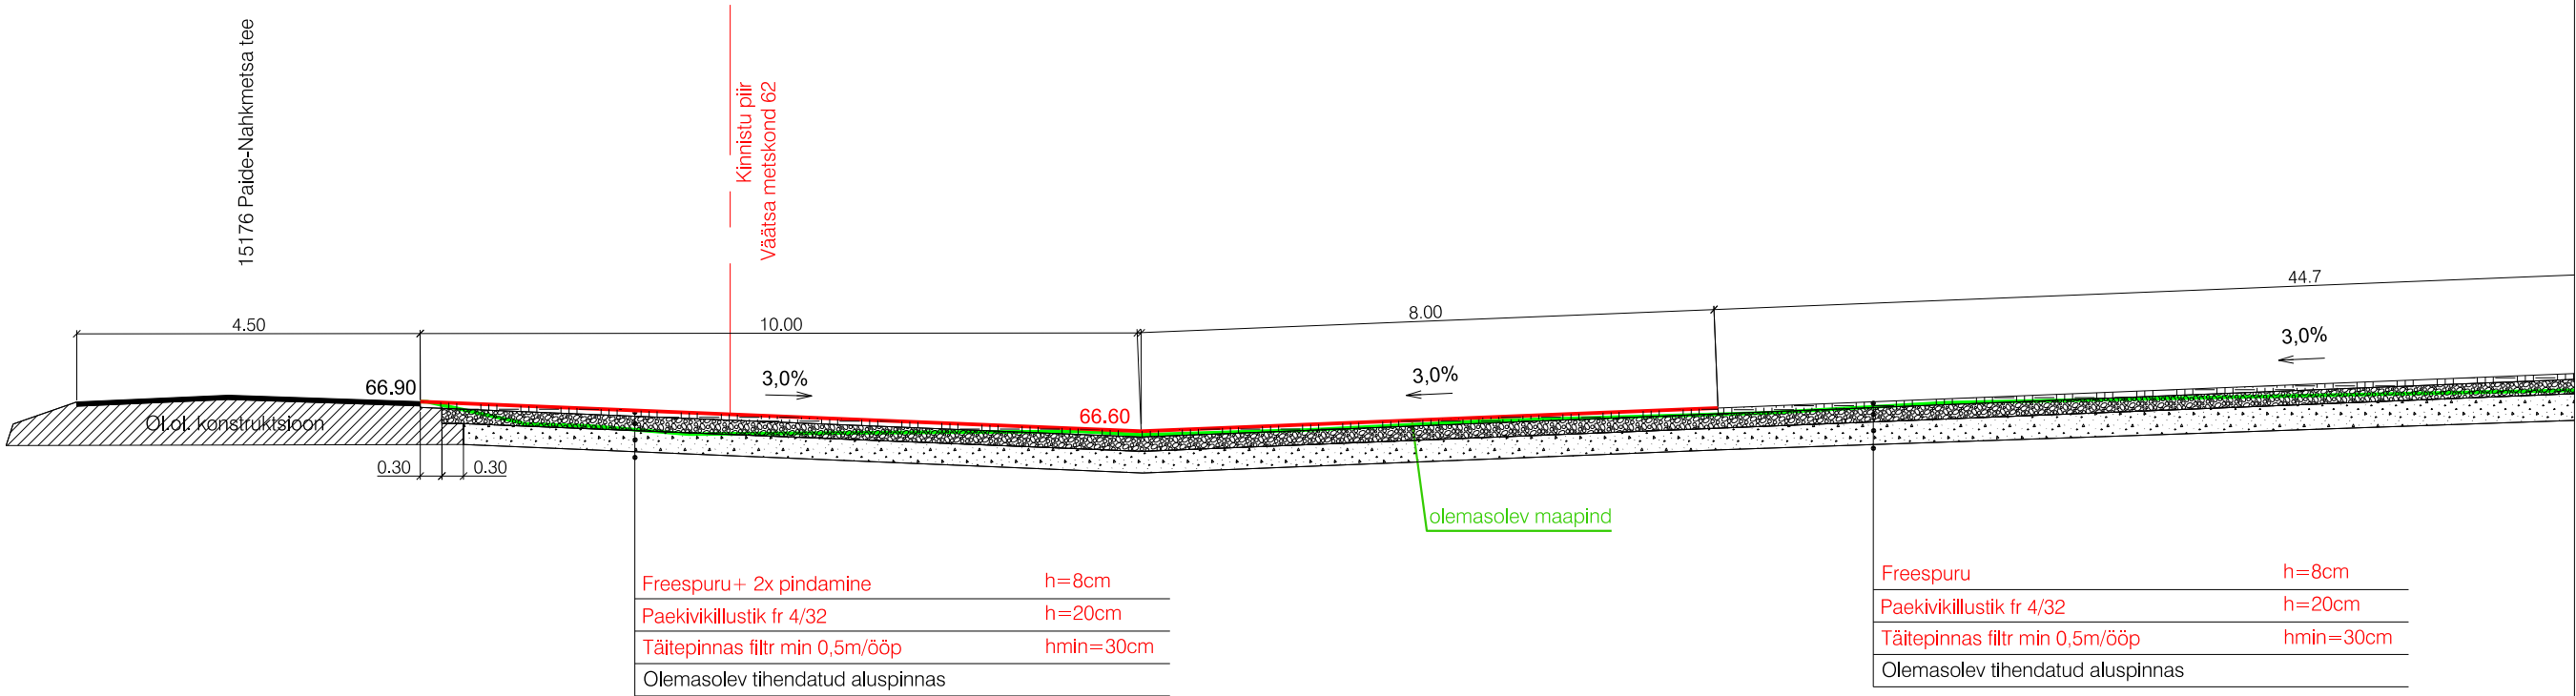 15176 Paide-Nahkmetsa tee
Kinnistu piir
Väätsa metskond 62
4.50
10.00
8.00
44.7
66.90
3,0%
66.60
3,0%
3,0%
Ol.ol. konstruktsioon
0.30
0.30
olemasolev maapind
Freespuru+ 2x pindamine h=8cm
Paekivikillustik fr 4/32 h=20cm
Täitepinnas filtr min 0,5m/ööp hmin=30cm
Olemasolev tihendatud aluspinnas
Freespuru h=8cm
Paekivikillustik fr 4/32 h=20cm
Täitepinnas filtr min 0,5m/ööp hmin=30cm
Olemasolev tihendatud aluspinnas